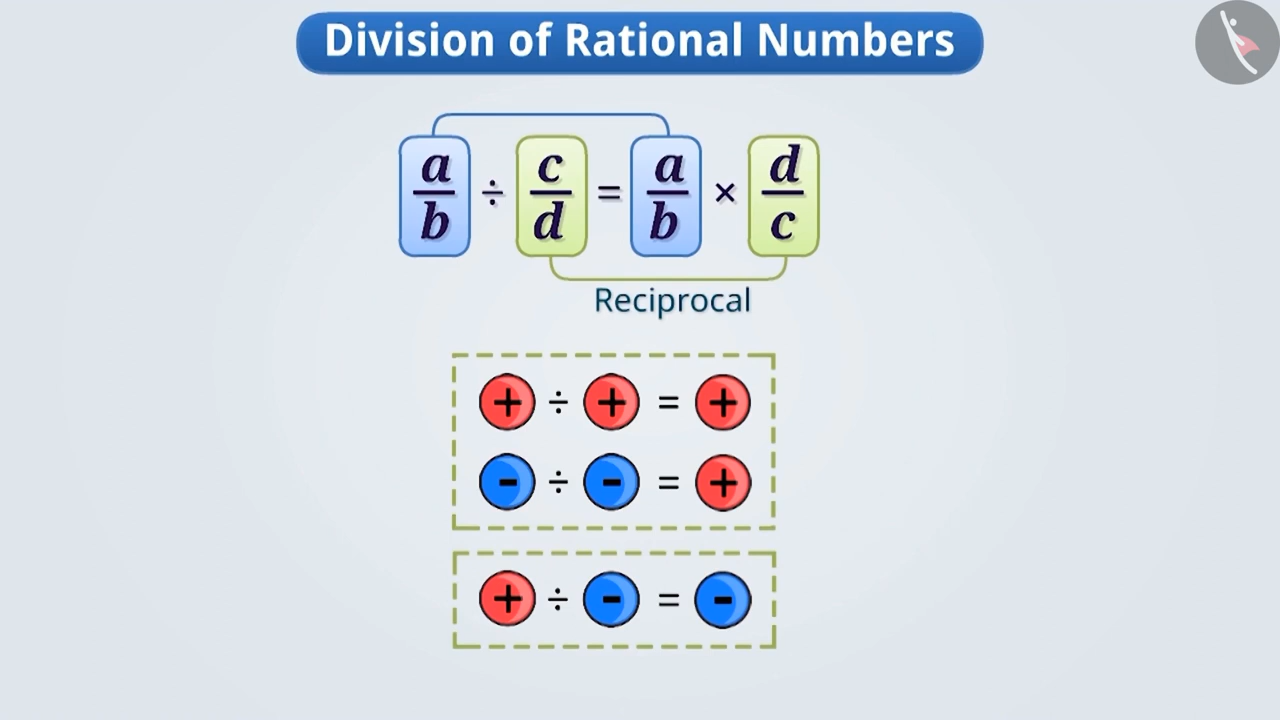 Division of Rational Numbers
a/b ÷ c/d = a/b × d/c
Reciprocal
+ ÷ + = +
- ÷ - = +
+ ÷ - = -